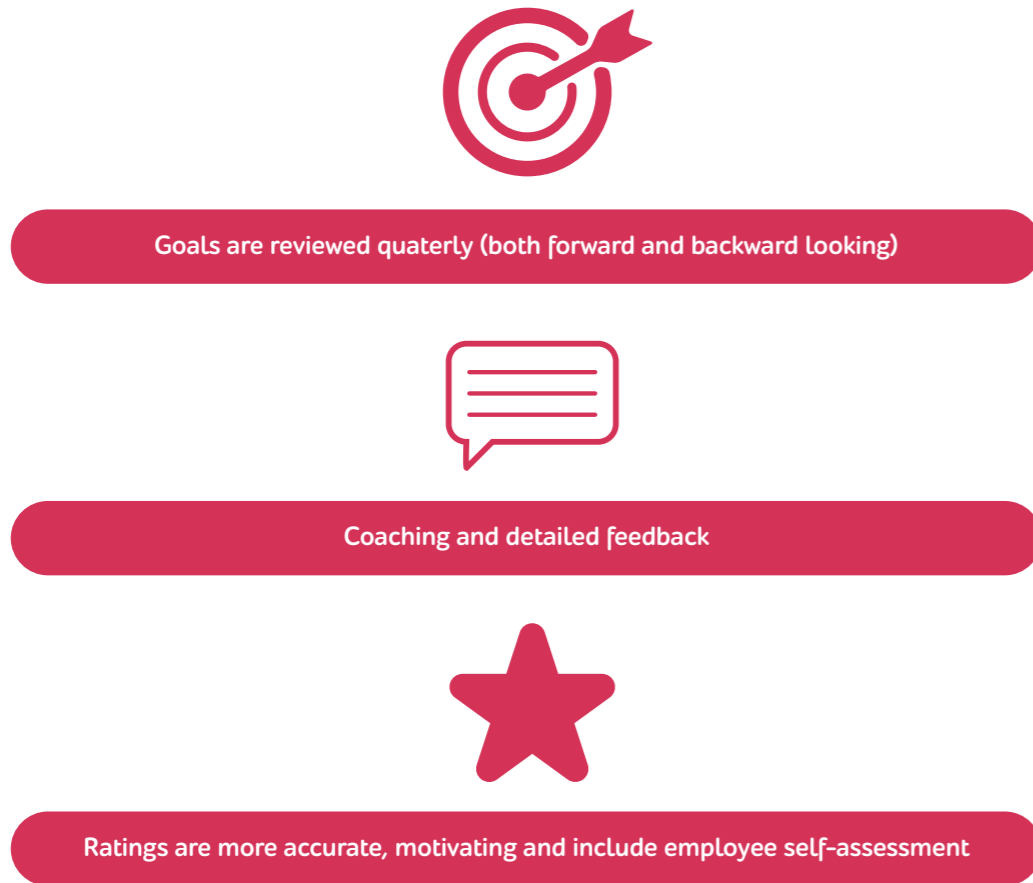 Goals are reviewed quaterly (both forward and backward looking)
Coaching and detailed feedback
Ratings are more accurate, motivating and include employee self-assessment